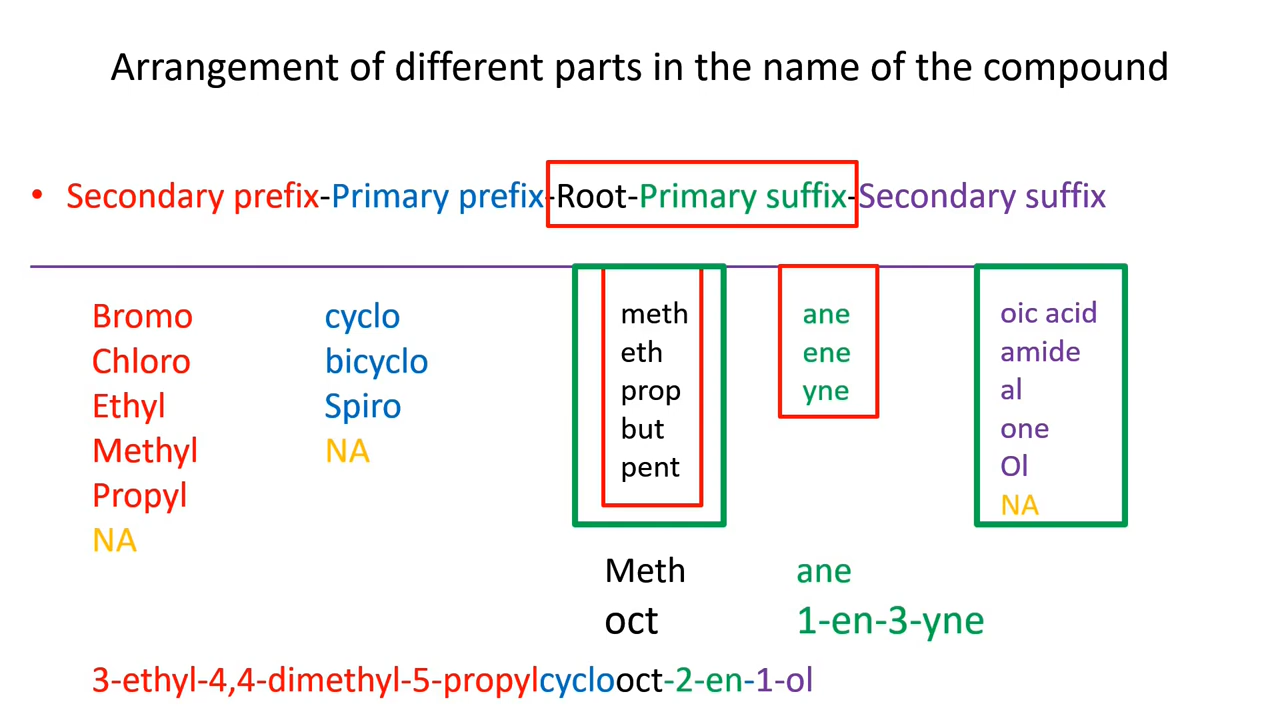 Arrangement of different parts in the name of the compound
• Secondary prefix-Primary prefix-Root-Primary suffix-Secondary suffix
Bromo cyclo meth ane oic acid
Chloro bicyclo eth ene amide
Ethyl Spiro prop yne al
Methyl NA but one
Propyl pent Ol
NA NA
Meth ane
oct 1-en-3-yne
3-ethyl-4,4-dimethyl-5-propylcyclooct-2-en-1-ol